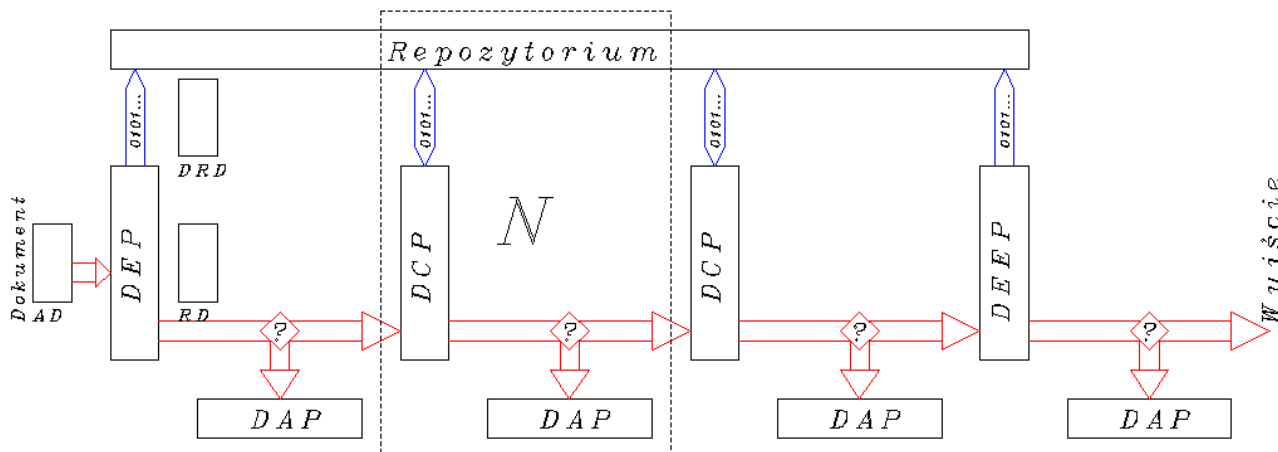 Repozytorium
0101...
0101...
0101...
0101...
DRD
Dokument
AD
DEP
RD
N
DCP
DCP
DEEP
Wyjście
?
?
?
?
DAP
DAP
DAP
DAP